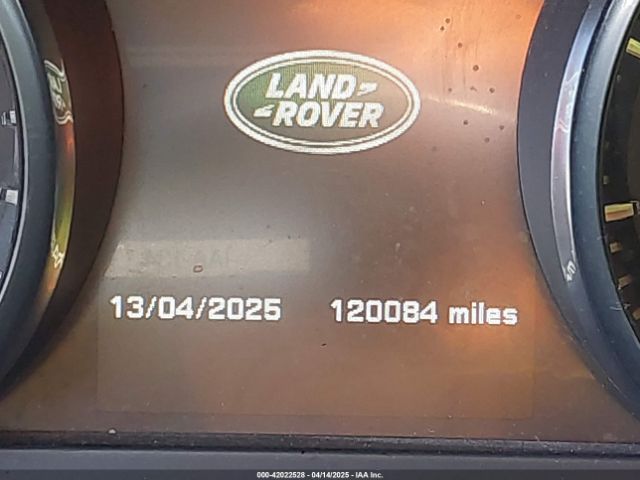 LAND
ROVER
13/04/2025 120084 miles
000-42022528 - 04/14/2025 - IAA Inc.